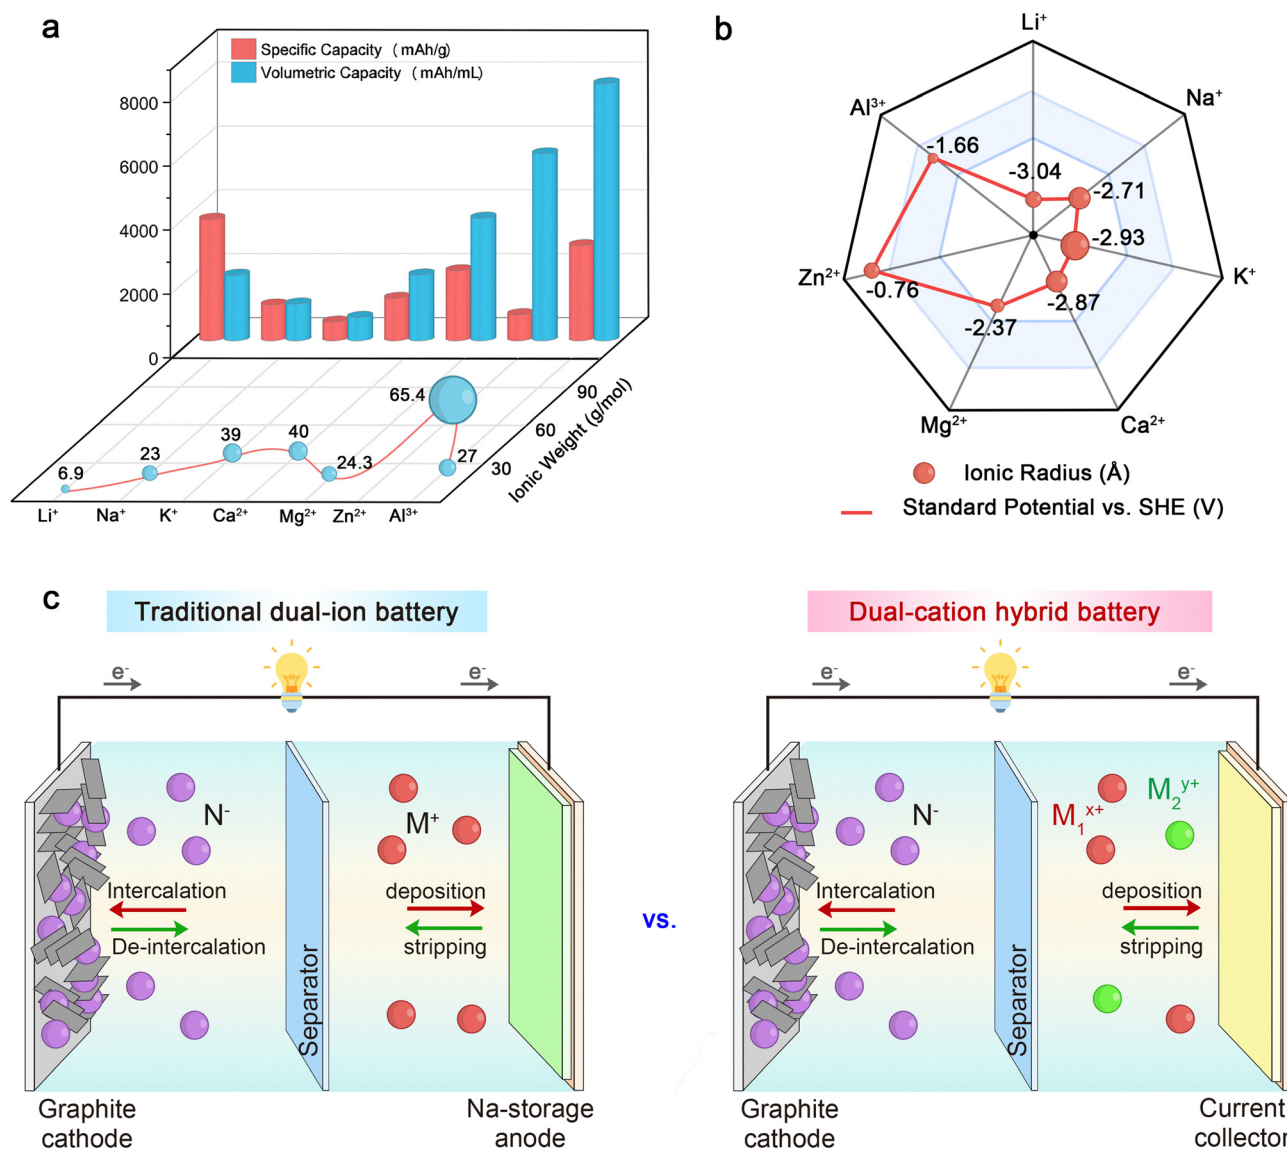 a
Specific Capacity (mAh/g)
Volumetric Capacity (mAh/mL)
8000
6000
4000
2000
0
6.9
23
39
40
24.3
65.4
27
30
60
90
Ionic Weight (g/mol)
Li⁺
Na⁺
K⁺
Ca²⁺
Mg²⁺
Zn²⁺
Al³⁺
b
Li⁺
Na⁺
K⁺
Ca²⁺
Mg²⁺
Zn²⁺
Al³⁺
-3.04
-2.71
-2.93
-2.87
-2.37
-0.76
-1.66
Ionic Radius (Å)
Standard Potential vs. SHE (V)
c
Traditional dual-ion battery
e⁻
e⁻
N⁻
M⁺
Intercalation
De-intercalation
deposition
stripping
Separator
Graphite
cathode
Na-storage
anode
vs.
Dual-cation hybrid battery
e⁻
e⁻
N⁻
M₁ˣ⁺
M₂ʸ⁺
Intercalation
De-intercalation
deposition
stripping
Separator
Graphite
cathode
Current
collector